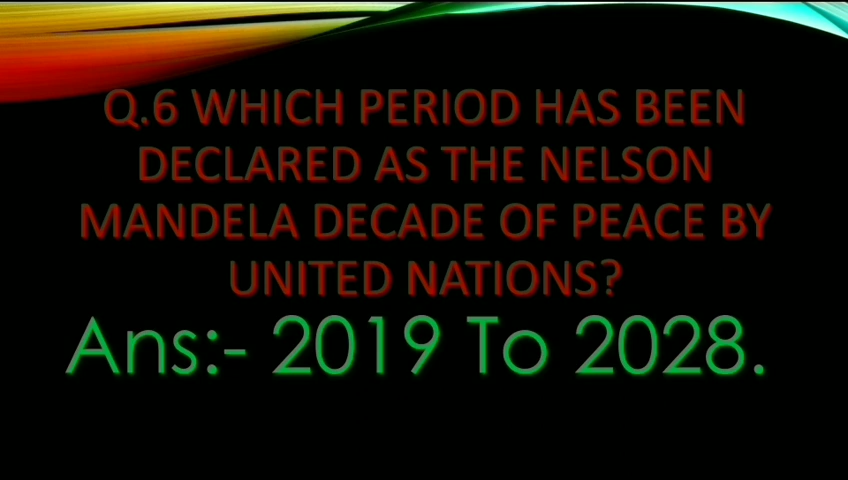 Q.6 WHICH PERIOD HAS BEEN
DECLARED AS THE NELSON
MANDELA DECADE OF PEACE BY
UNITED NATIONS?
Ans:- 2019 To 2028.